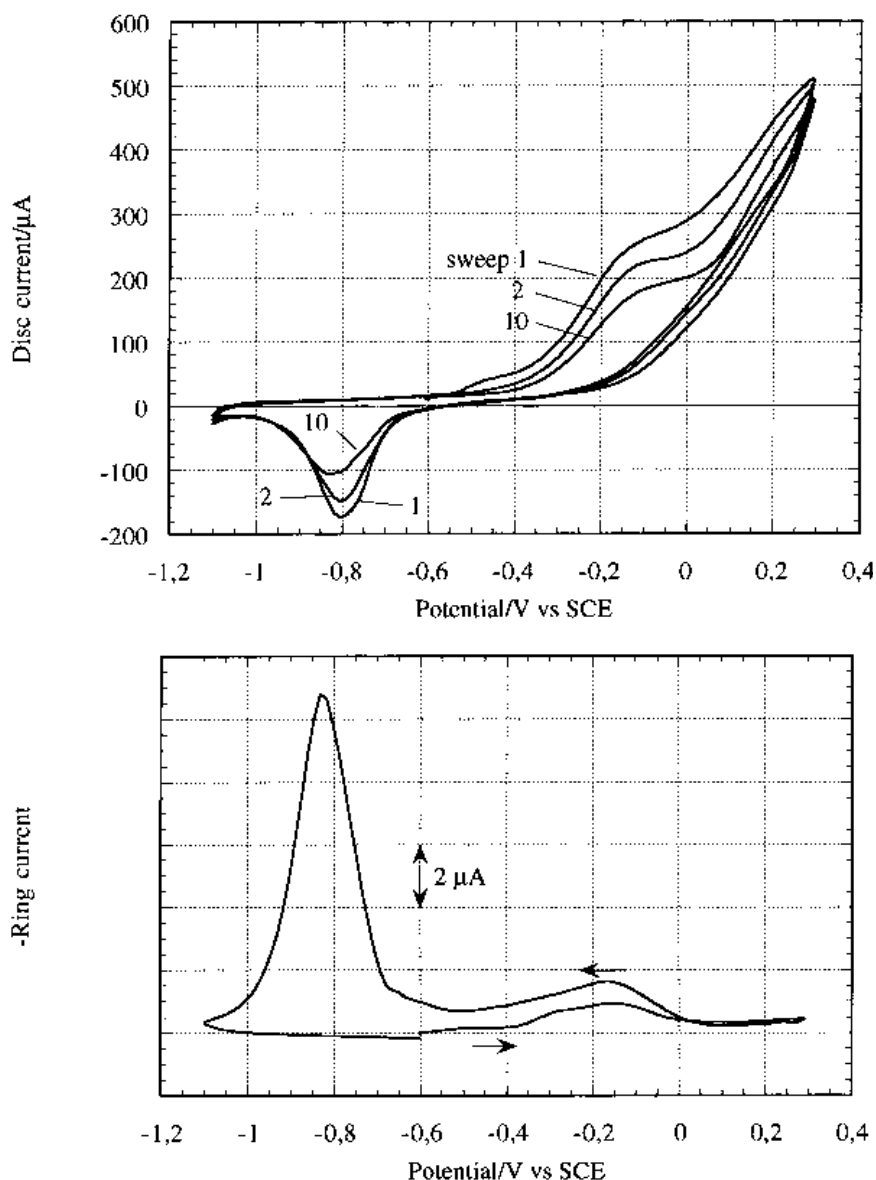 600
500
400
300
200
100
0
-100
-200
Disc current/µA
sweep 1
2
10
10
2
1
-1,2 -1 -0,8 -0,6 -0,4 -0,2 0 0,2 0,4
Potential/V vs SCE
-Ring current
2 µA
-1,2 -1 -0,8 -0,6 -0,4 -0,2 0 0,2 0,4
Potential/V vs SCE